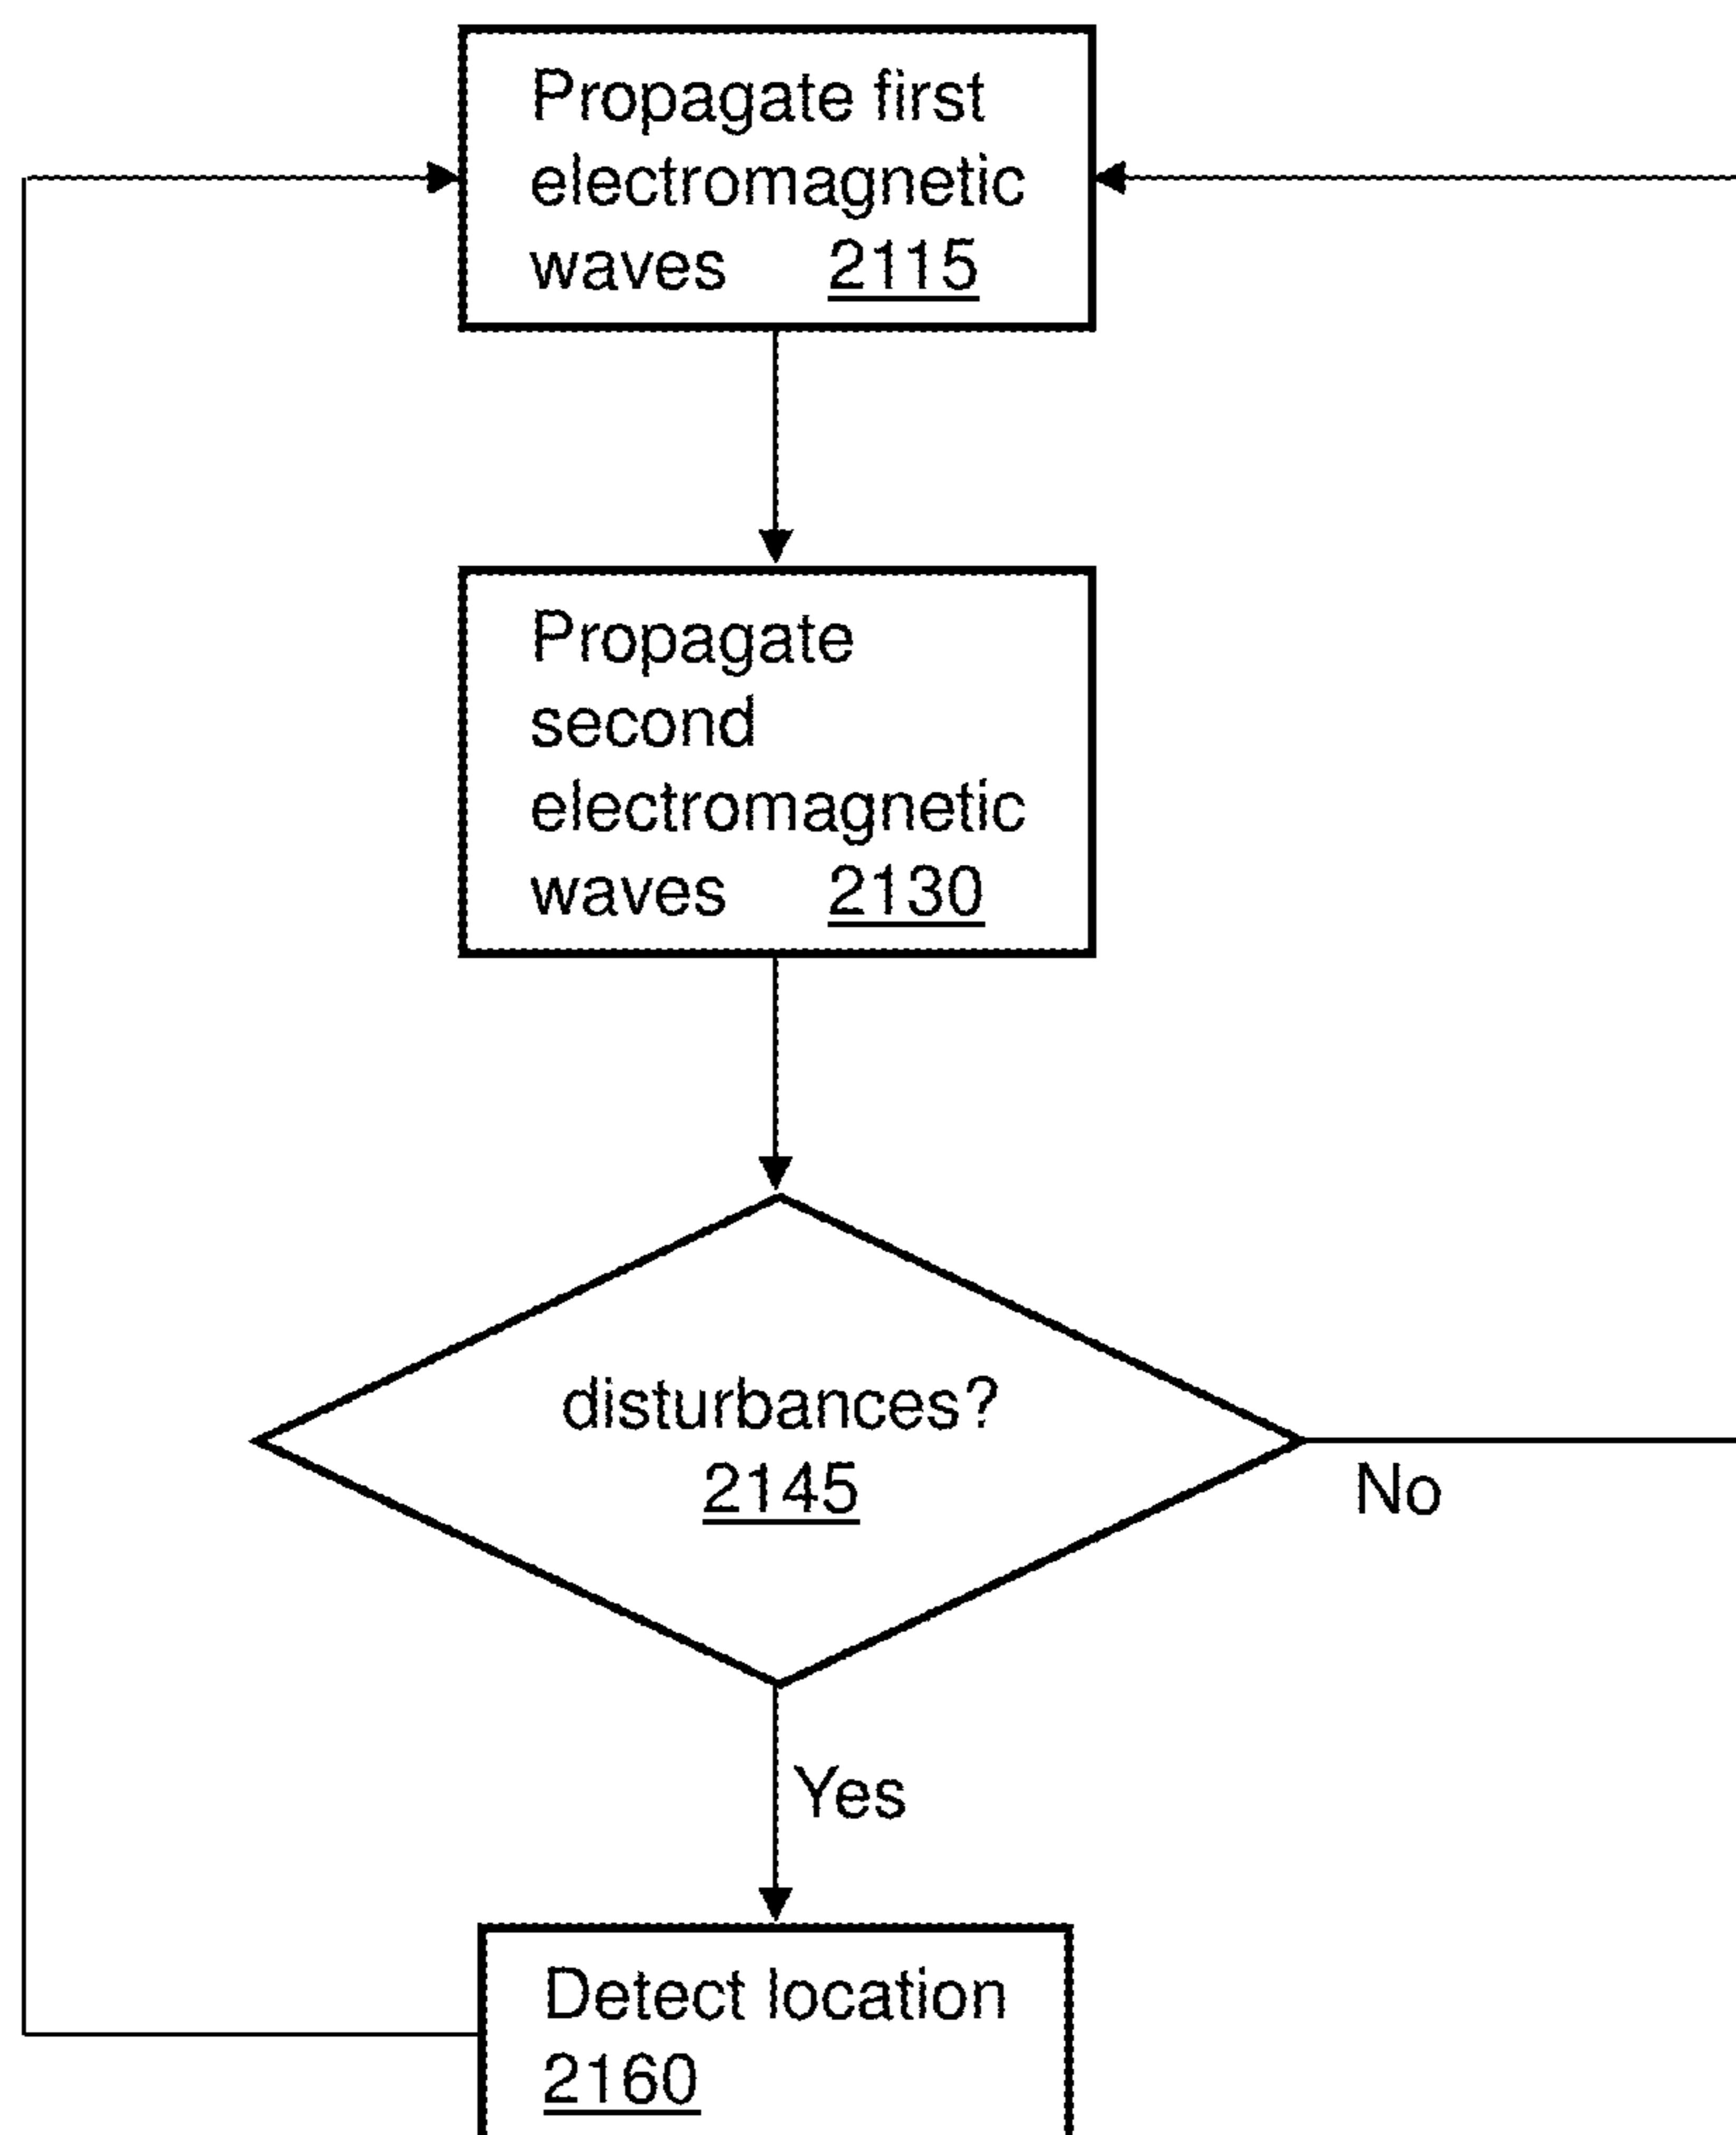 Propagate first
electromagnetic
waves 2115
Propagate
second
electromagnetic
waves 2130
disturbances?
2145
No
Yes
Detect location
2160